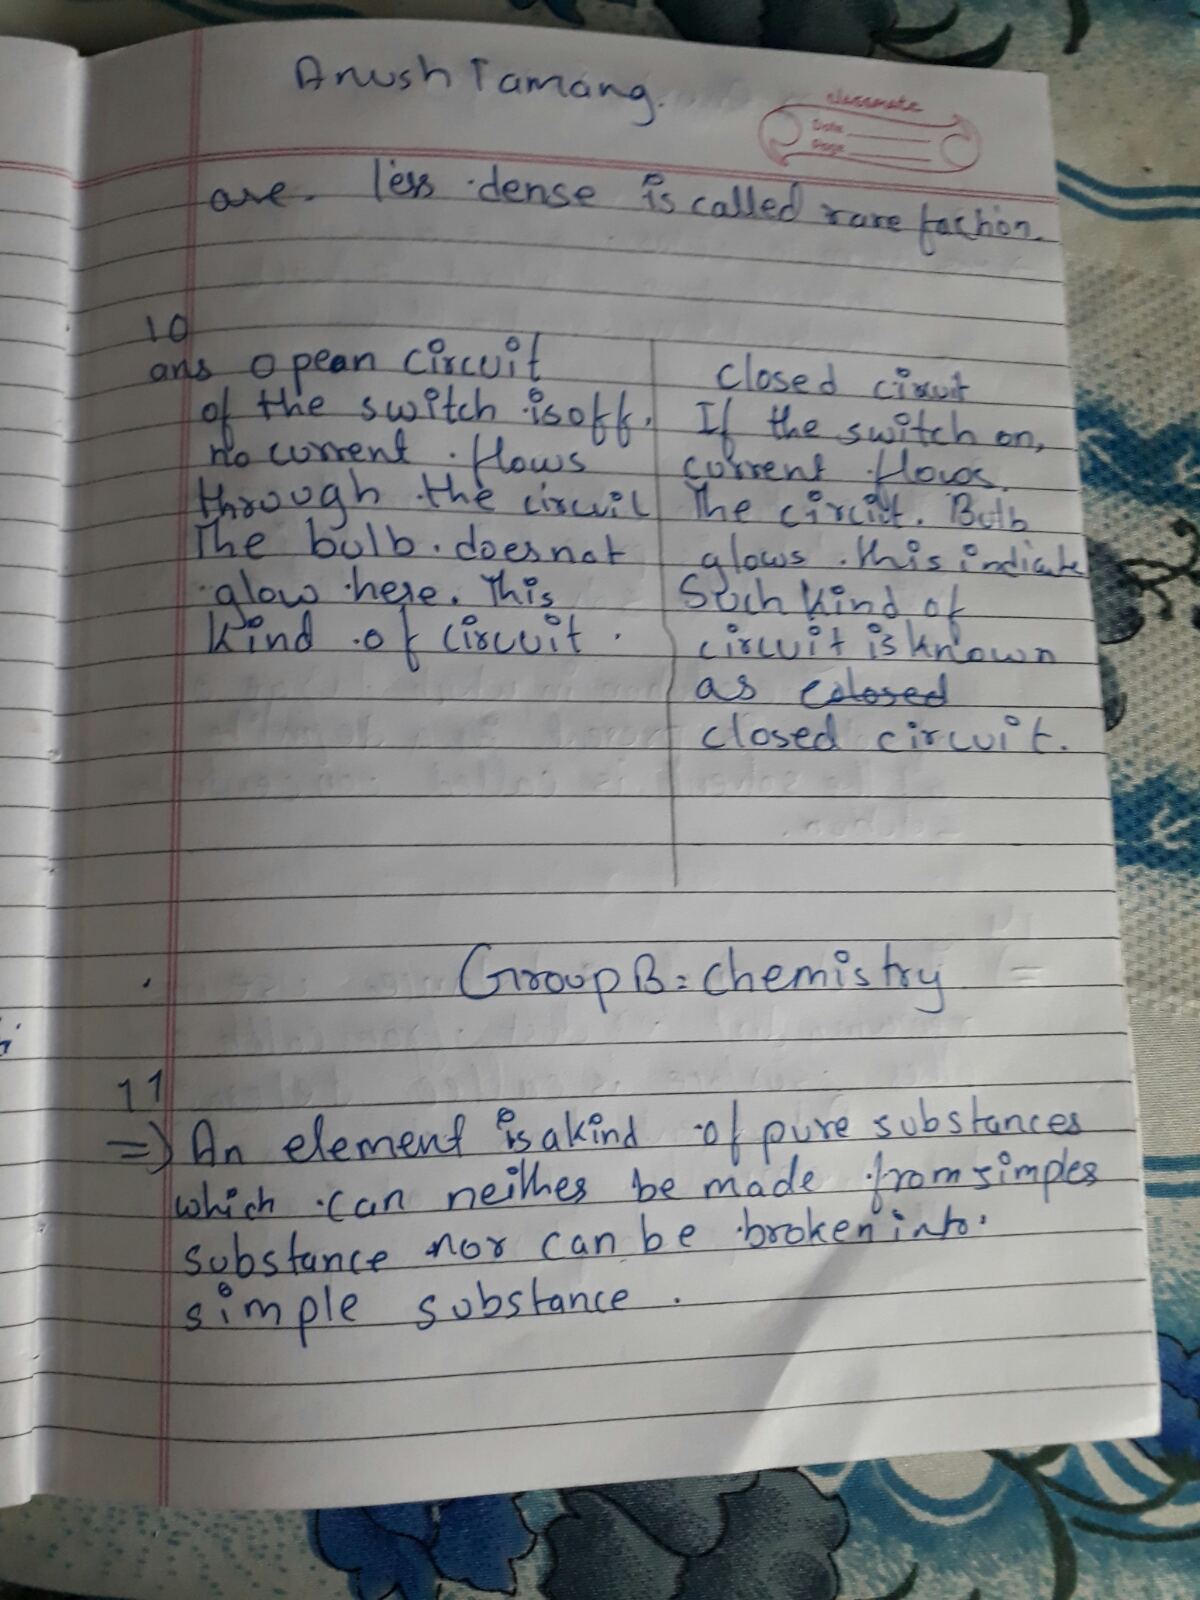 Anush Tamang.
classmate
Date
Page
are. less dense is called rare faction.
10
ans Opean circuit
of the switch is off.
no current flows
through the circuit
The bulb does not
glow here. This
kind of circuit.
closed ciruit
If the switch on,
current flows.
The circuit. Bulb
glows this indicate
Such kind of
circuit is known
as colosed
closed circuit.
Group B = chemistry
11
=) An element is a kind of pure substances
which can neither be made from simples
substance nor can be broken into
simple substance.